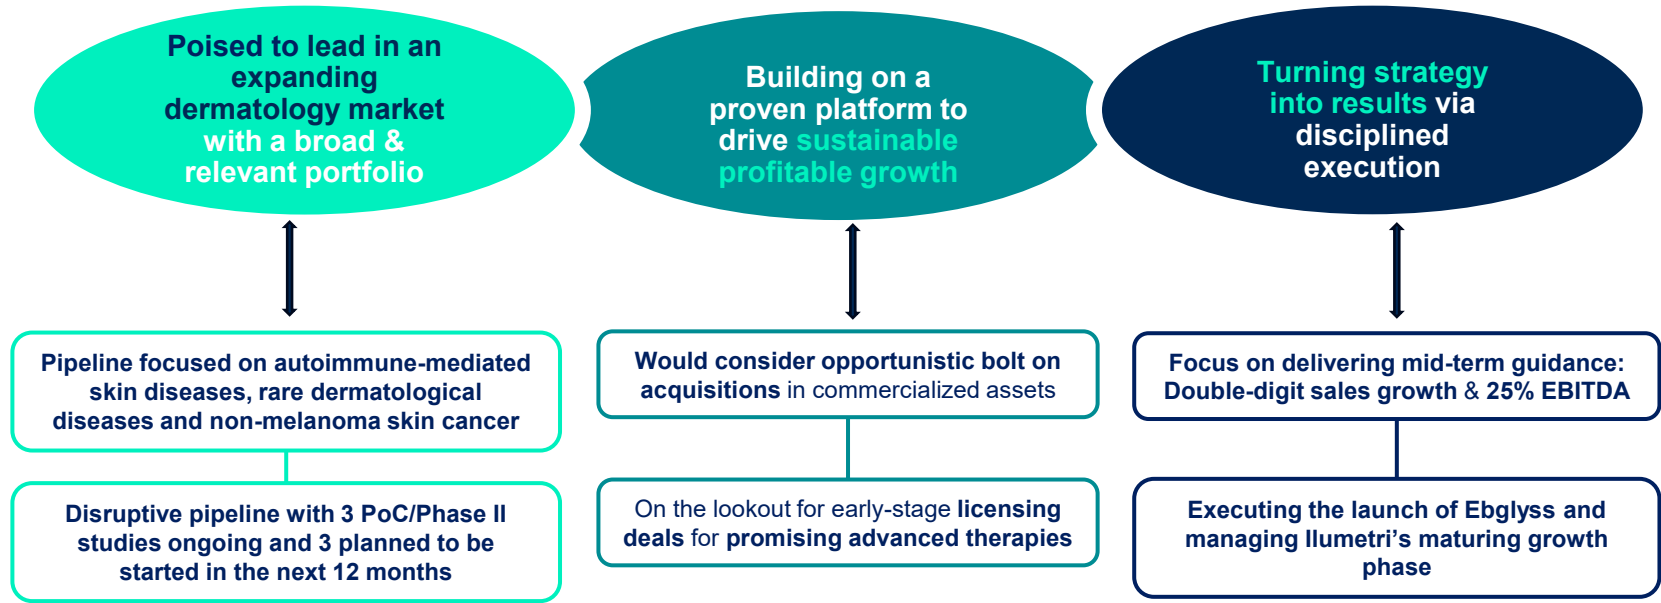 Poised to lead in an
expanding
dermatology market
with a broad &
relevant portfolio
Pipeline focused on autoimmune-mediated
skin diseases, rare dermatological
diseases and non-melanoma skin cancer
Disruptive pipeline with 3 PoC/Phase II
studies ongoing and 3 planned to be
started in the next 12 months
Building on a
proven platform to
drive sustainable
profitable growth
Would consider opportunistic bolt on
acquisitions in commercialized assets
On the lookout for early-stage licensing
deals for promising advanced therapies
Turning strategy
into results via
disciplined
execution
Focus on delivering mid-term guidance:
Double-digit sales growth & 25% EBITDA
Executing the launch of Ebglyss and
managing Ilumetri's maturing growth
phase